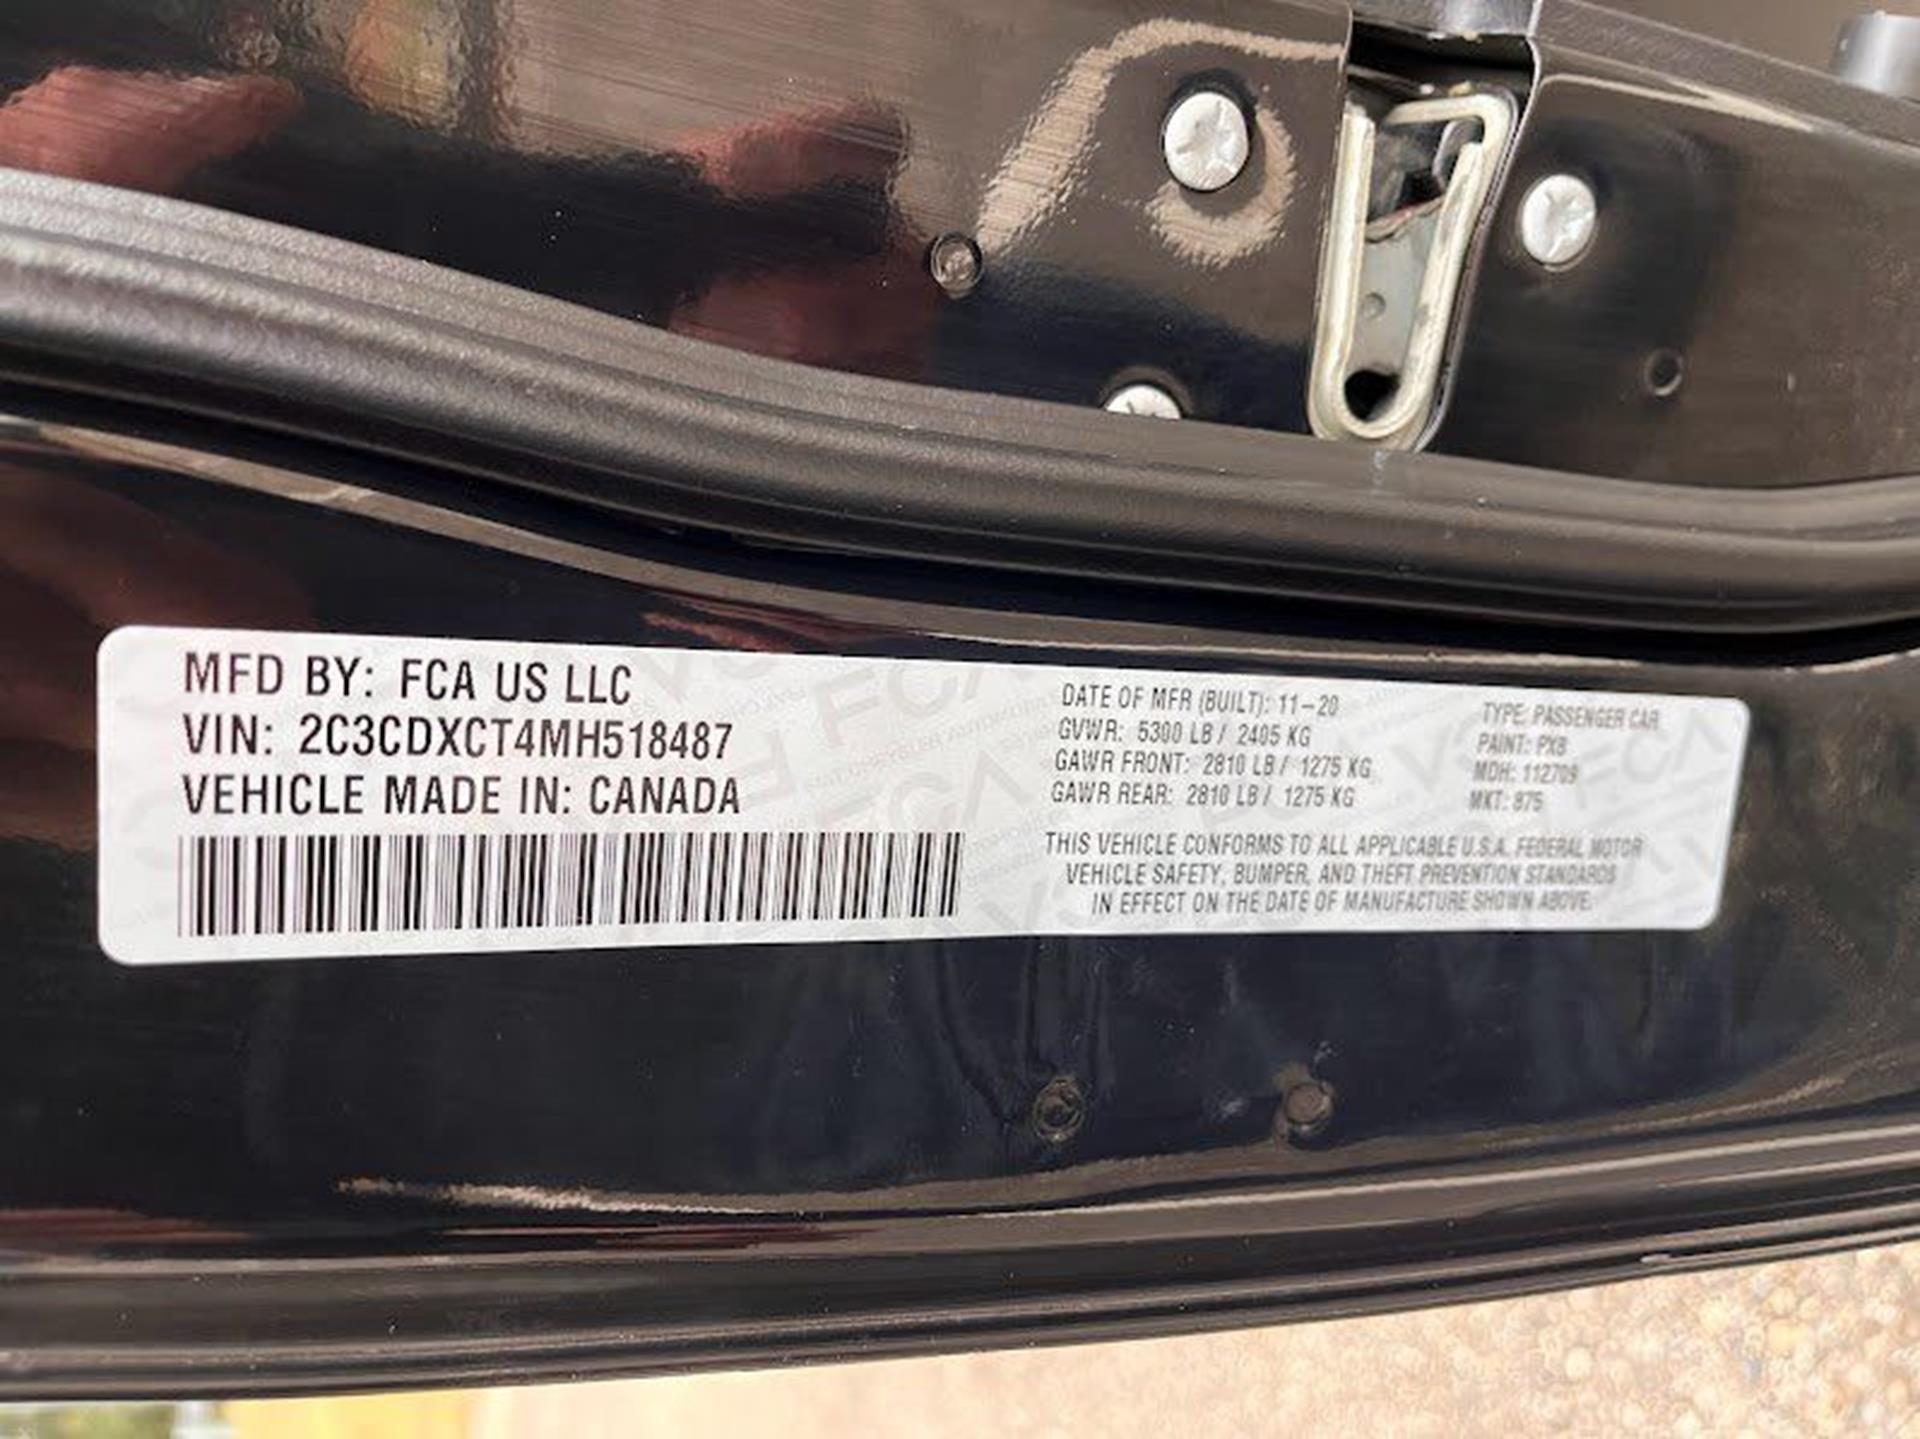 MFD BY: FCA US LLC
VIN: 2C3CDXCT4MH518487
VEHICLE MADE IN: CANADA
DATE OF MFR (BUILT): 11-20
GVWR: 5300 LB / 2405 KG
GAWR FRONT: 2810 LB / 1275 KG
GAWR REAR: 2810 LB / 1275 KG
TYPE: PASSENGER CAR
PAINT: PX8
MDH: 112709
MKT: 875
THIS VEHICLE CONFORMS TO ALL APPLICABLE U.S.A. FEDERAL MOTOR
VEHICLE SAFETY, BUMPER, AND THEFT PREVENTION STANDARDS
IN EFFECT ON THE DATE OF MANUFACTURE SHOWN ABOVE.